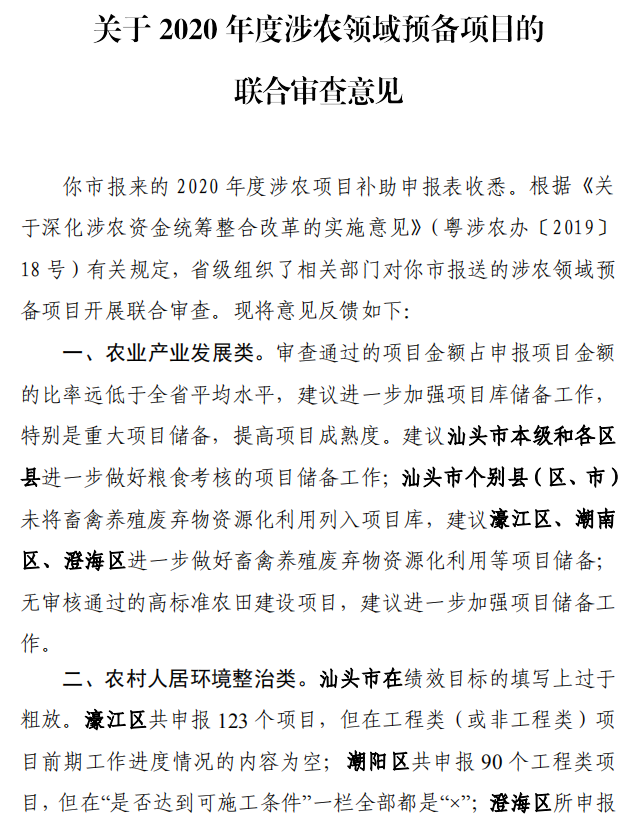 关于 2020 年度涉农领域预备项目的
联合审查意见
你市报来的 2020 年度涉农项目补助申报表收悉。根据《关
于深化涉农资金统筹整合改革的实施意见》（粤涉农办〔2019〕
18 号）有关规定，省级组织了相关部门对你市报送的涉农领域预
备项目开展联合审查。现将意见反馈如下：
一、农业产业发展类。审查通过的项目金额占申报项目金额
的比率远低于全省平均水平，建议进一步加强项目库储备工作，
特别是重大项目储备，提高项目成熟度。建议汕头市本级和各区
县进一步做好粮食考核的项目储备工作；汕头市个别县（区、市）
未将畜禽养殖废弃物资源化利用列入项目库，建议濠江区、潮南
区、澄海区进一步做好畜禽养殖废弃物资源化利用等项目储备；
无审核通过的高标准农田建设项目，建议进一步加强项目储备工
作。
二、农村人居环境整治类。汕头市在绩效目标的填写上过于
粗放。濠江区共申报 123 个项目，但在工程类（或非工程类）项
目前期工作进度情况的内容为空；潮阳区共申报 90 个工程类项
目，但在“是否达到可施工条件”一栏全部都是“×”；澄海区所申报